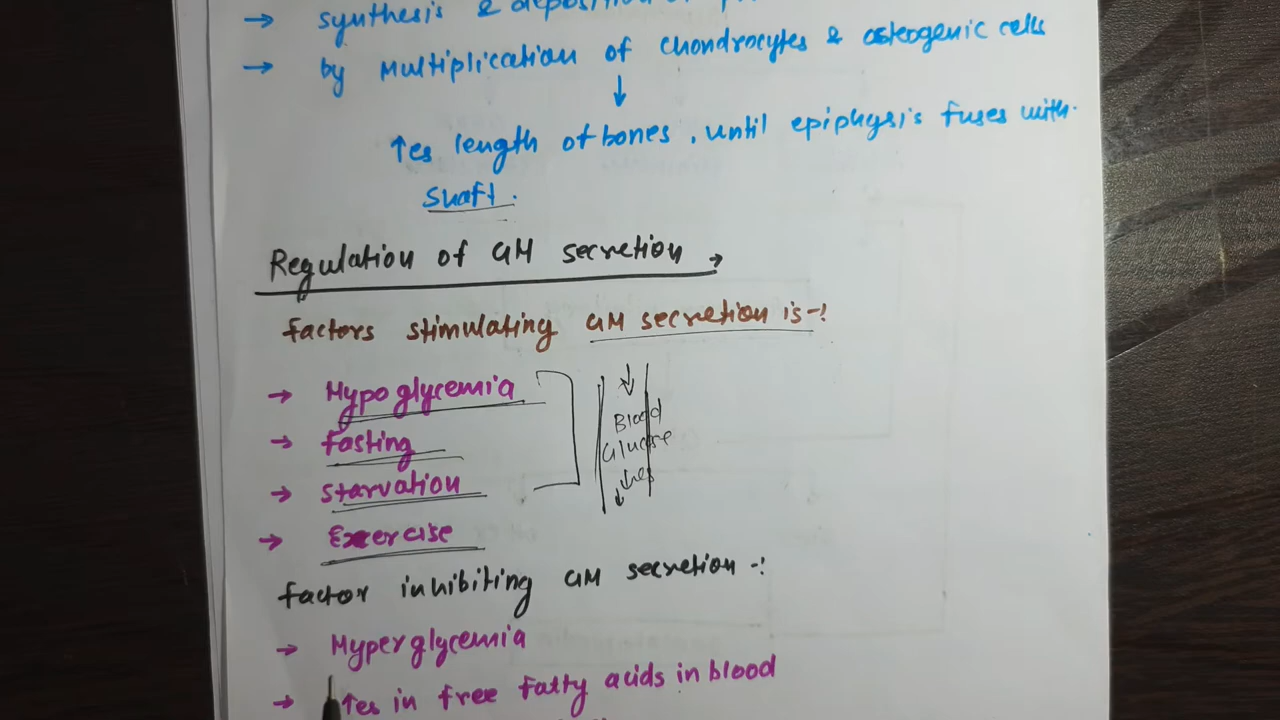 → synthesis & deposition of
→ by multiplication of chondrocytes & osteogenic cells
↓
↑es length of bones, until epiphysis fuses with
shaft.
Regulation of GH secretion →
factors stimulating GH secretion is -:
→ Hypoglycemia
→ fasting
→ starvation
→ Exercise
↓
Blood
Glucose
↓es
↓
factor inhibiting GH secretion -:
→ Hyperglycemia
→ ↑es in free fatty acids in blood